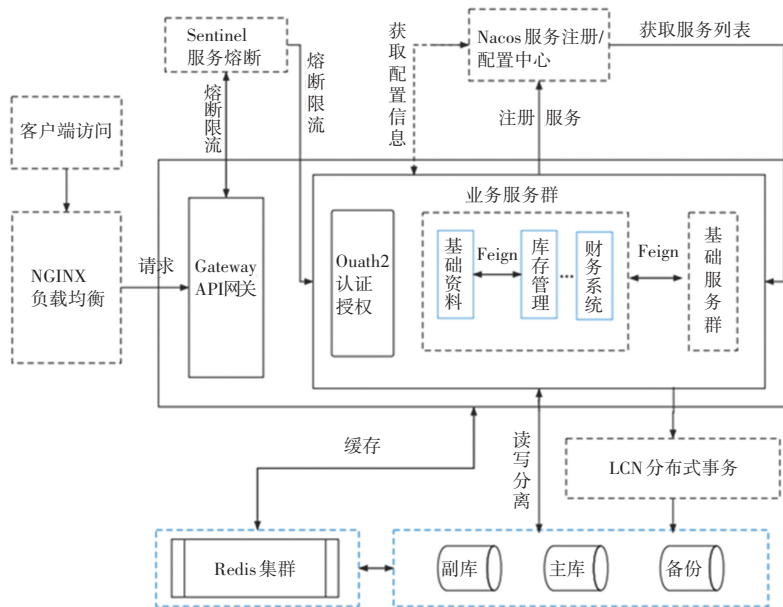 Sentinel
服务熔断
熔断限流
熔断限流
获取配置信息
Nacos服务注册/
配置中心
获取服务列表
注册
服务
客户端访问
NGINX
负载均衡
请求
Gateway
API网关
业务服务群
Ouath2
认证
授权
基础资料
Feign
库存管理
...
财务系统
Feign
基础服务群
缓存
读写分离
LCN分布式事务
Redis集群
副库
主库
备份